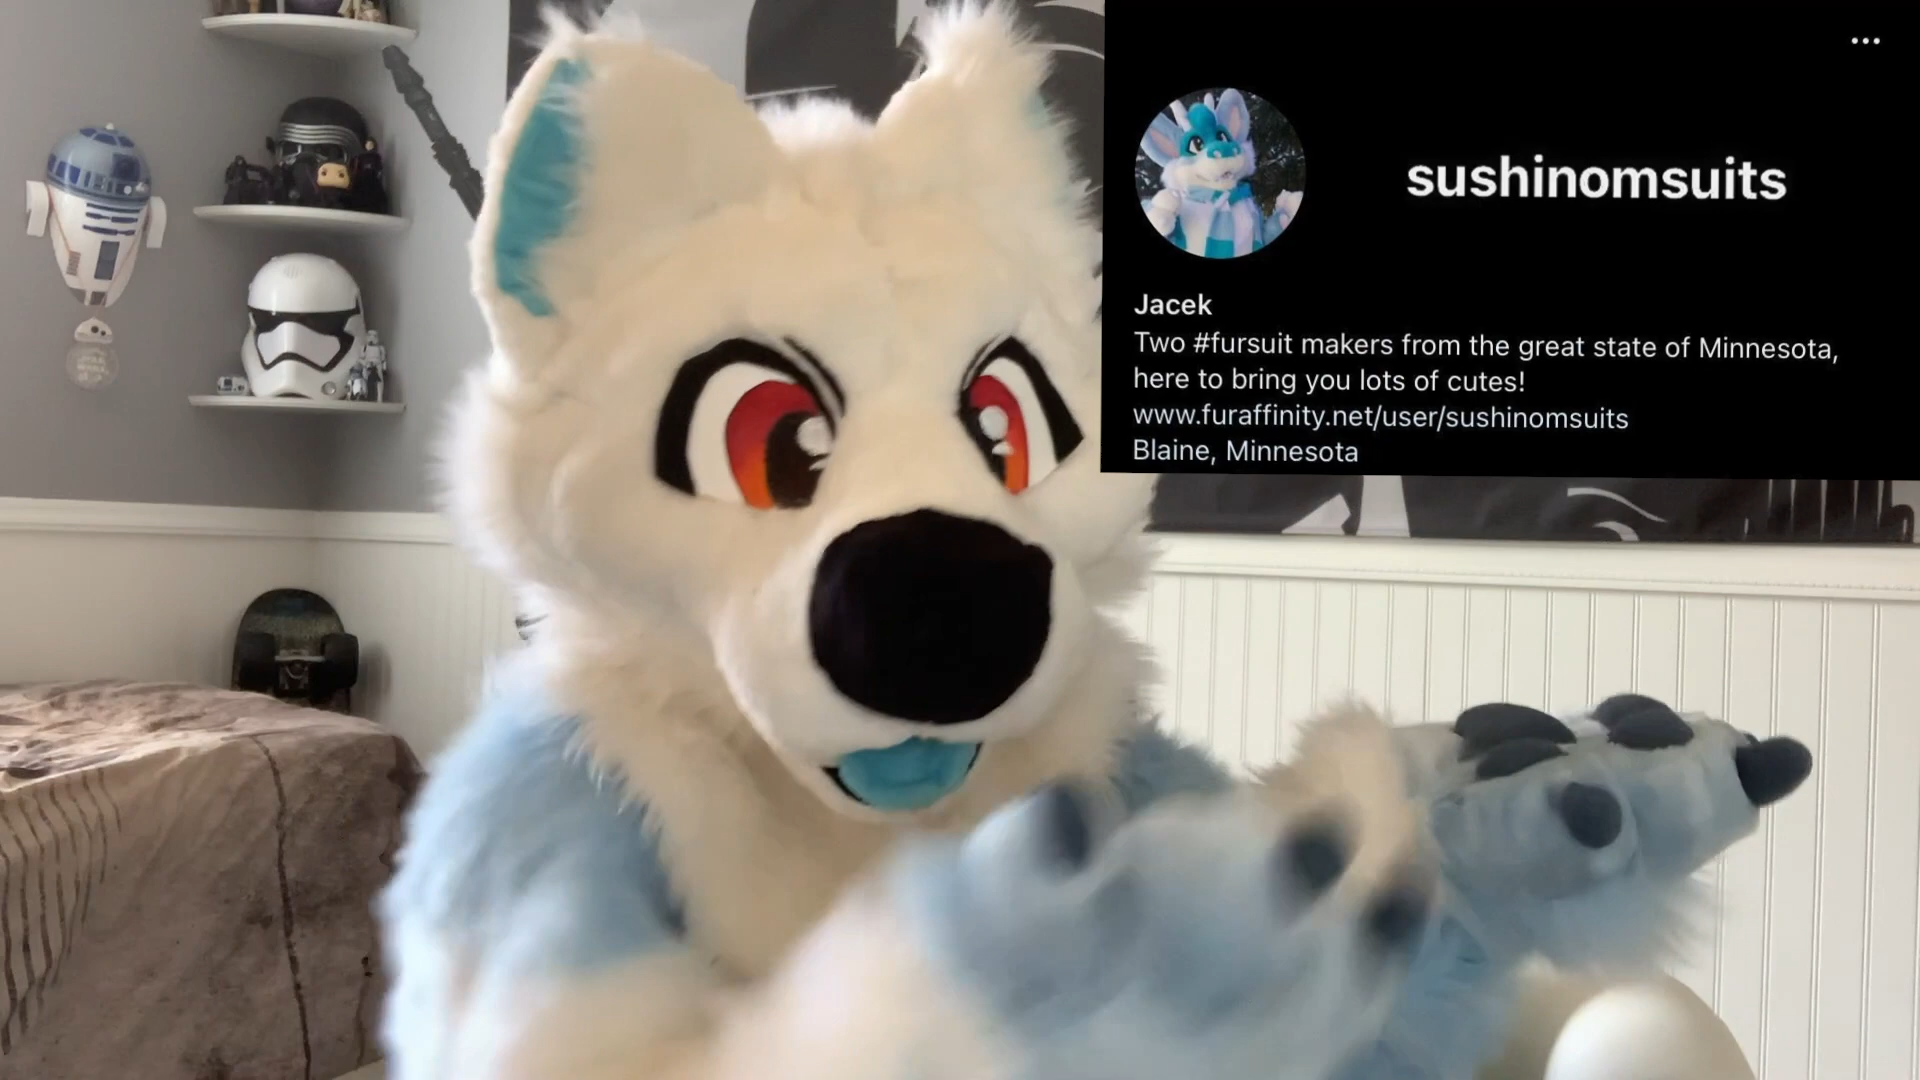 sushinomsuits
Jacek
Two #fursuit makers from the great state of Minnesota,
here to bring you lots of cutes!
www.furaffinity.net/user/sushinomsuits
Blaine, Minnesota